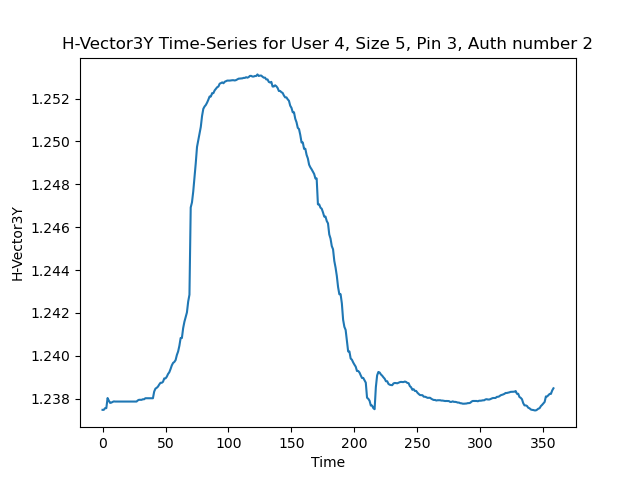 H-Vector3Y Time-Series for User 4, Size 5, Pin 3, Auth number 2
H-Vector3Y
1.252
1.250
1.248
1.246
1.244
1.242
1.240
1.238
0 50 100 150 200 250 300 350
Time